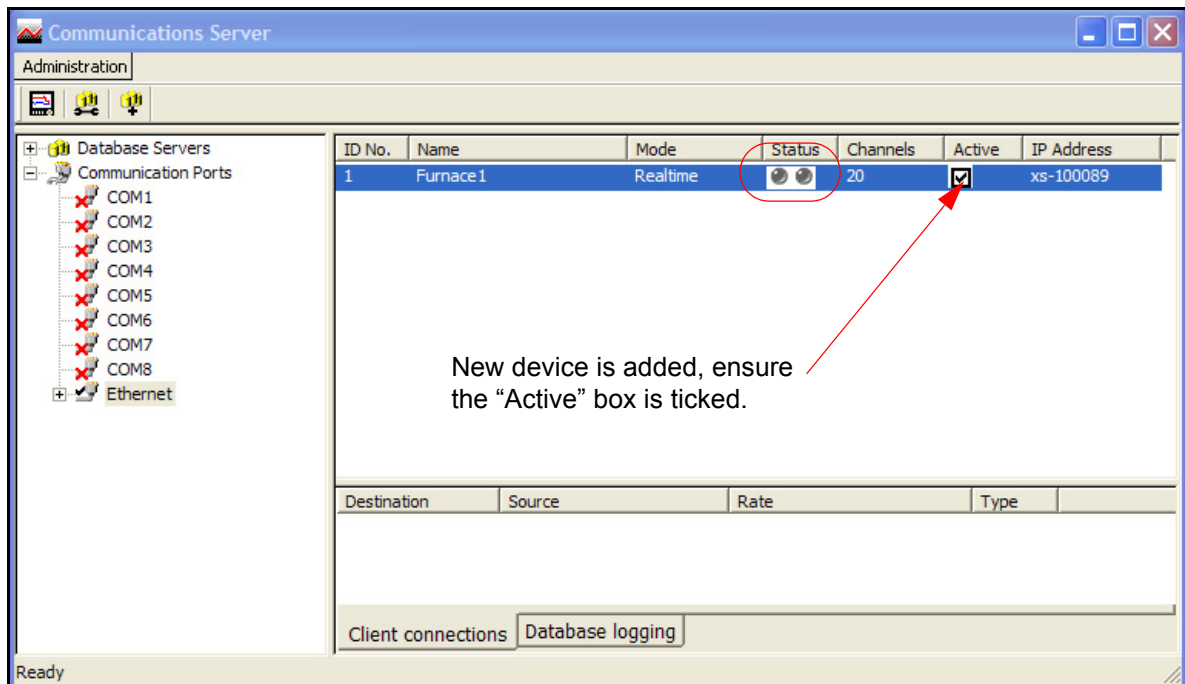 Communications Server
Administration
Database Servers
Communication Ports
COM1
COM2
COM3
COM4
COM5
COM6
COM7
COM8
Ethernet
ID No. Name Mode Status Channels Active IP Address
1 Furnace1 Realtime 20 xs-100089
New device is added, ensure
the “Active” box is ticked.
Destination Source Rate Type
Client connections Database logging
Ready